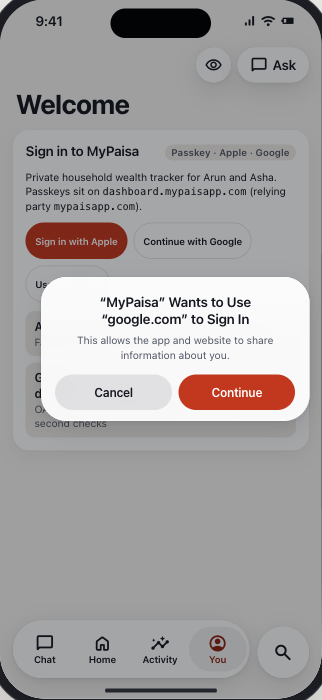 9:41
Ask
Welcome
Sign in to MyPaisa
Passkey · Apple · Google
Private household wealth tracker for Arun and Asha.
Passkeys sit on dashboard.mypaisaapp.com (relying
party mypaisaapp.com).
Sign in with Apple
Continue with Google
“MyPaisa” Wants to Use
“google.com” to Sign In
This allows the app and website to share
information about you.
Cancel
Continue
second checks
Chat
Home
Activity
You